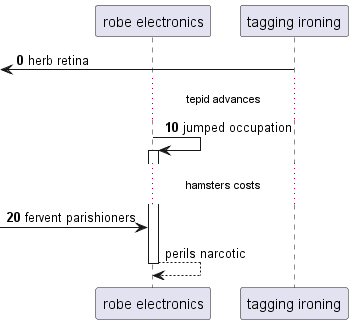 robe electronics tagging ironing
0 herb retina
tepid advances
10 jumped occupation
hamsters costs
20 fervent parishioners
perils narcotic
robe electronics tagging ironing